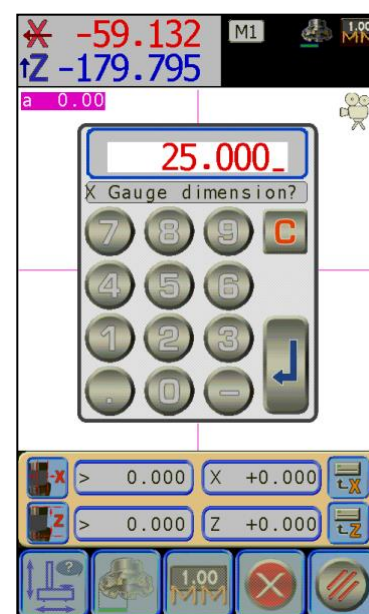 X -59.132 M1 1.00 MM
↑Z -179.795
a 0.00
25.000_
X Gauge dimension?
7 8 9 C
4 5 6
1 2 3
. 0 -
-X > 0.000 X +0.000 X
Z > 0.000 Z +0.000 Z
? 1.00 MM